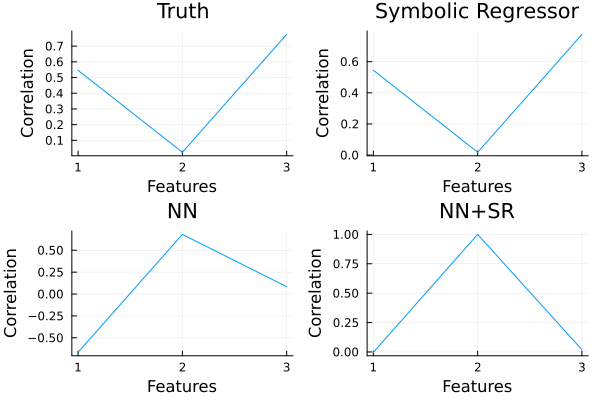 Truth
Correlation
0.7
0.6
0.5
0.4
0.3
0.2
0.1
1 2 3
Features
Symbolic Regressor
Correlation
0.6
0.4
0.2
0.0
1 2 3
Features
NN
Correlation
0.50
0.25
0.00
−0.25
−0.50
1 2 3
Features
NN+SR
Correlation
1.00
0.75
0.50
0.25
0.00
1 2 3
Features